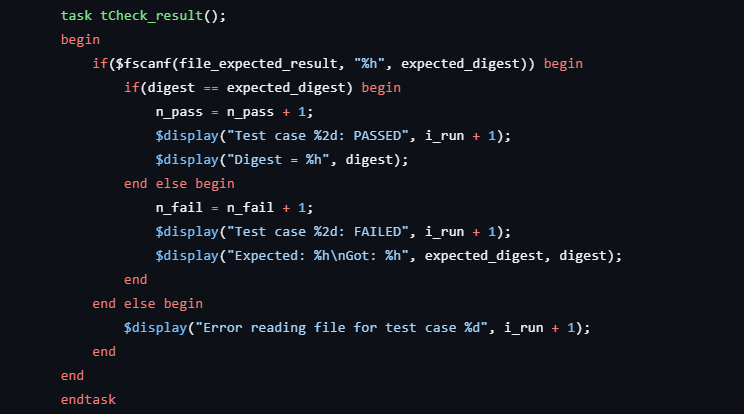 task tCheck_result();
begin
if($fscanf(file_expected_result, "%h", expected_digest)) begin
if(digest == expected_digest) begin
n_pass = n_pass + 1;
$display("Test case %2d: PASSED", i_run + 1);
$display("Digest = %h", digest);
end else begin
n_fail = n_fail + 1;
$display("Test case %2d: FAILED", i_run + 1);
$display("Expected: %h\nGot: %h", expected_digest, digest);
end
end else begin
$display("Error reading file for test case %d", i_run + 1);
end
end
endtask